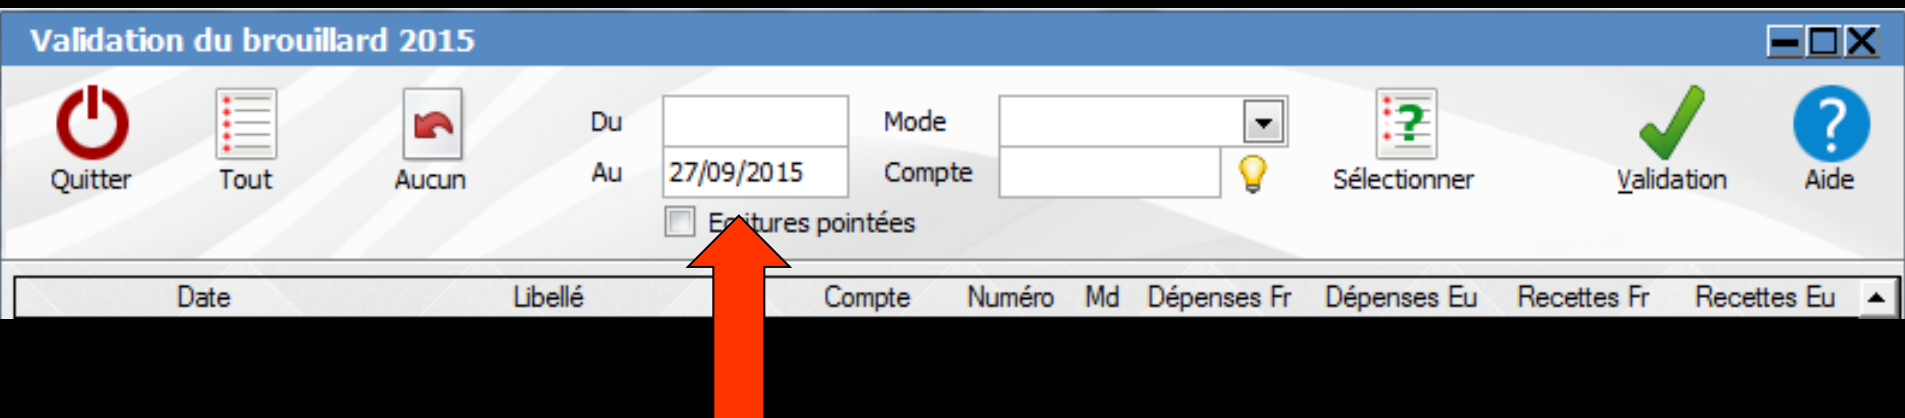 Validation du brouillard 2015
Quitter
Tout
Aucun
Du
Au 27/09/2015
Ecritures pointées
Mode
Compte
Sélectionner
Validation
Aide
Date Libellé Compte Numéro Md Dépenses Fr Dépenses Eu Recettes Fr Recettes Eu